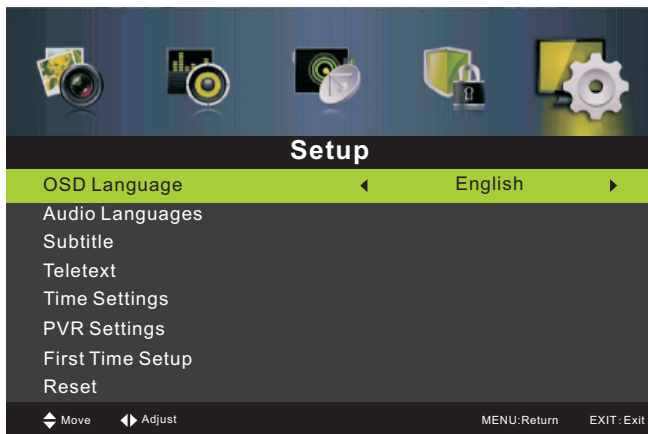 Setup
OSD Language English
Audio Languages
Subtitle
Teletext
Time Settings
PVR Settings
First Time Setup
Reset
Move Adjust MENU:Return EXIT:Exit